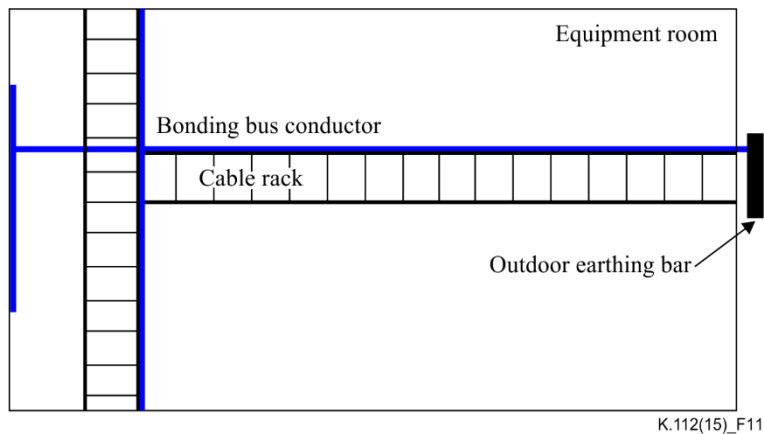 Equipment room
Bonding bus conductor
Cable rack
Outdoor earthing bar
K.112(15)_F11